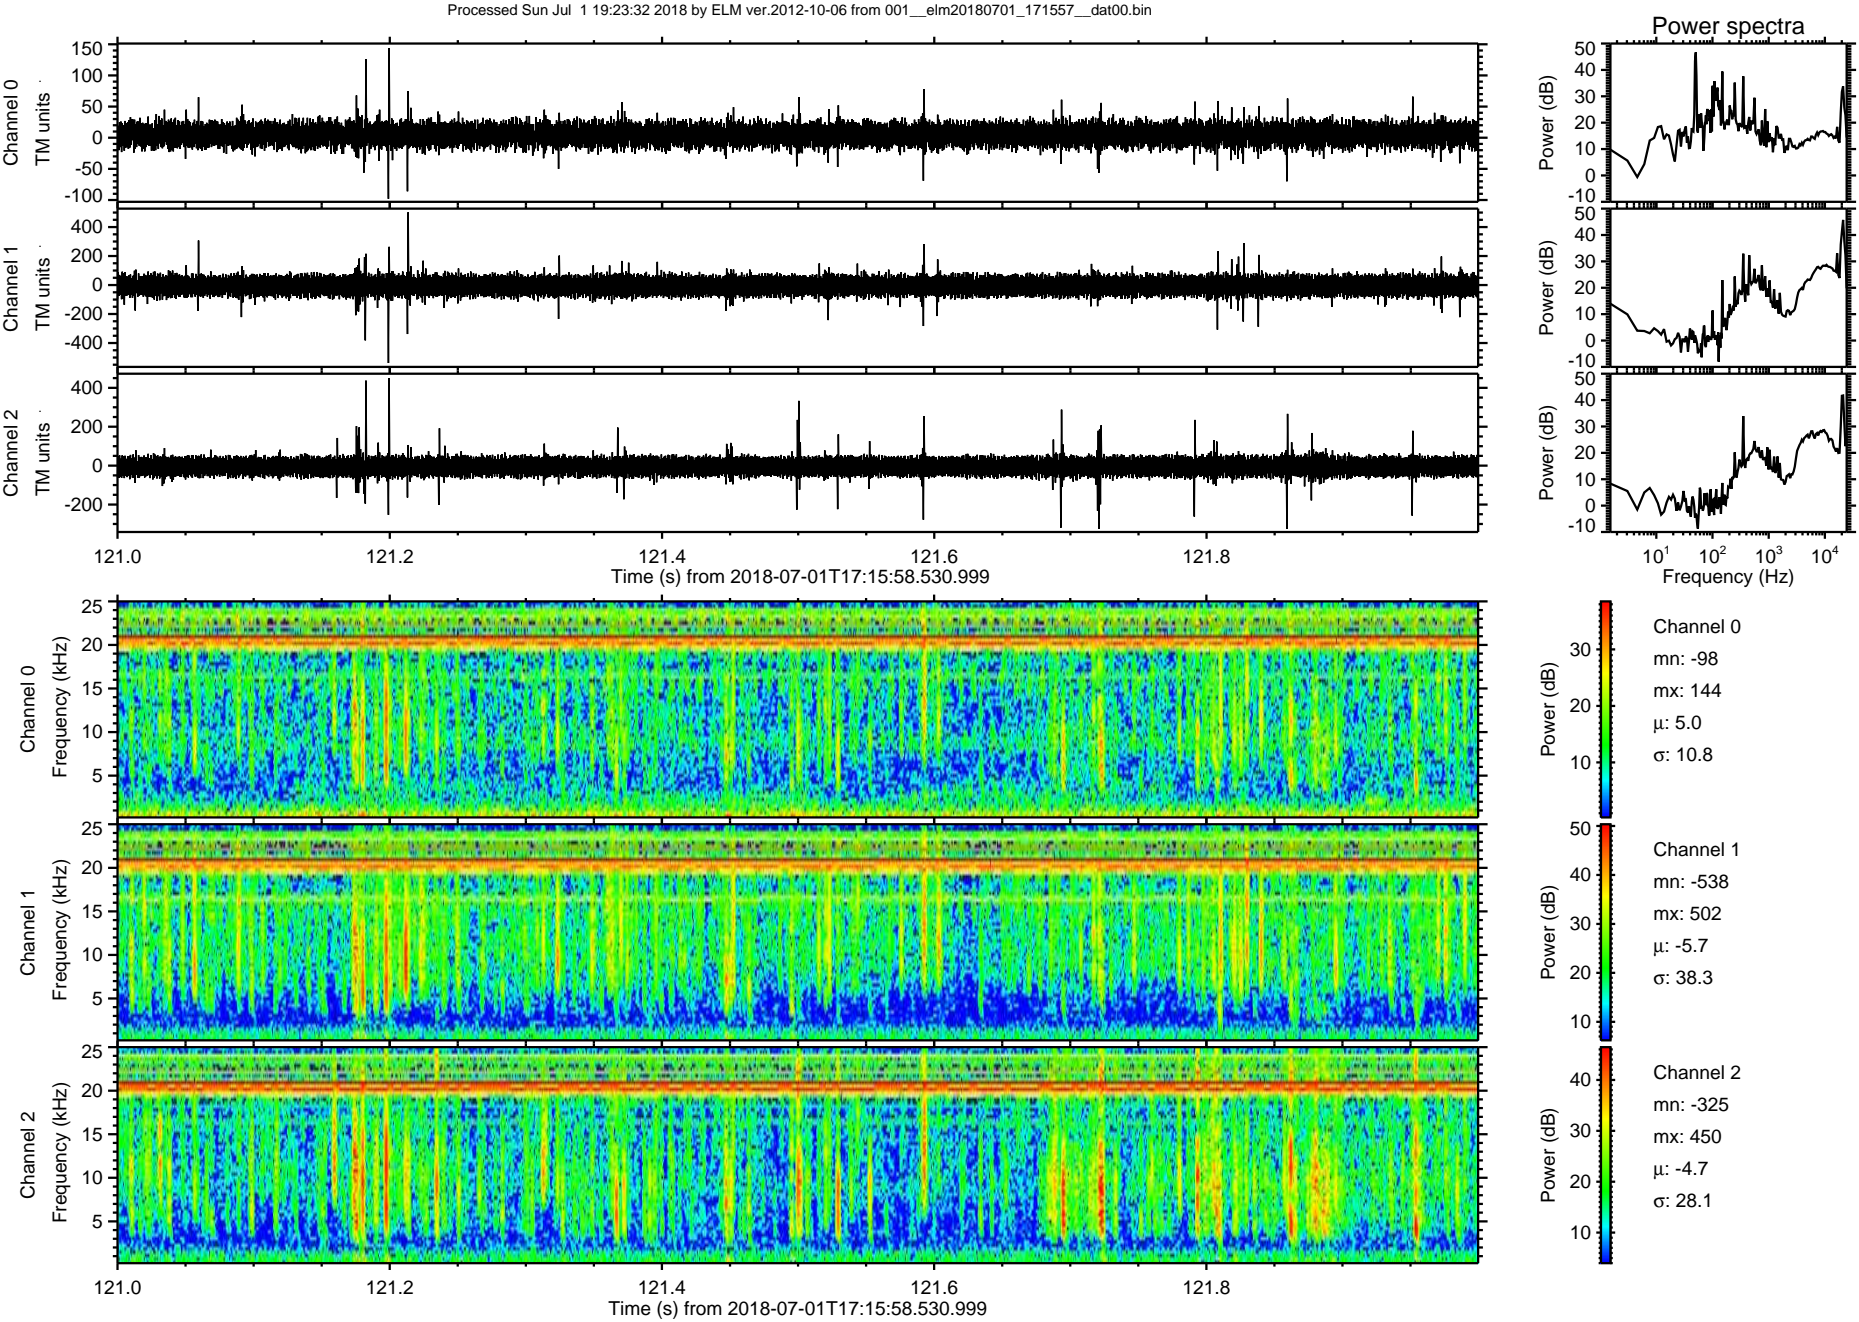 Processed Sun Jul 1 19:23:32 2018 by ELM ver.2012-10-06 from 001__elm20180701_171557__dat00.bin
Power spectra
Channel 0
TM units
150
100
50
0
-50
-100
Power (dB)
50
40
30
20
10
0
-10
Channel 1
TM units
400
200
0
-200
-400
Power (dB)
50
40
30
20
10
0
-10
Channel 2
TM units
400
200
0
-200
Power (dB)
50
40
30
20
10
0
-10
121.0 121.2 121.4 121.6 121.8
Time (s) from 2018-07-01T17:15:58.530.999
10¹ 10² 10³ 10⁴
Frequency (Hz)
Channel 0
Frequency (kHz)
25
20
15
10
5
Power (dB)
30
20
10
Channel 0
mn: -98
mx: 144
μ: 5.0
σ: 10.8
Channel 1
Frequency (kHz)
25
20
15
10
5
Power (dB)
50
40
30
20
10
Channel 1
mn: -538
mx: 502
μ: -5.7
σ: 38.3
Channel 2
Frequency (kHz)
25
20
15
10
5
Power (dB)
40
30
20
10
Channel 2
mn: -325
mx: 450
μ: -4.7
σ: 28.1
121.0 121.2 121.4 121.6 121.8
Time (s) from 2018-07-01T17:15:58.530.999